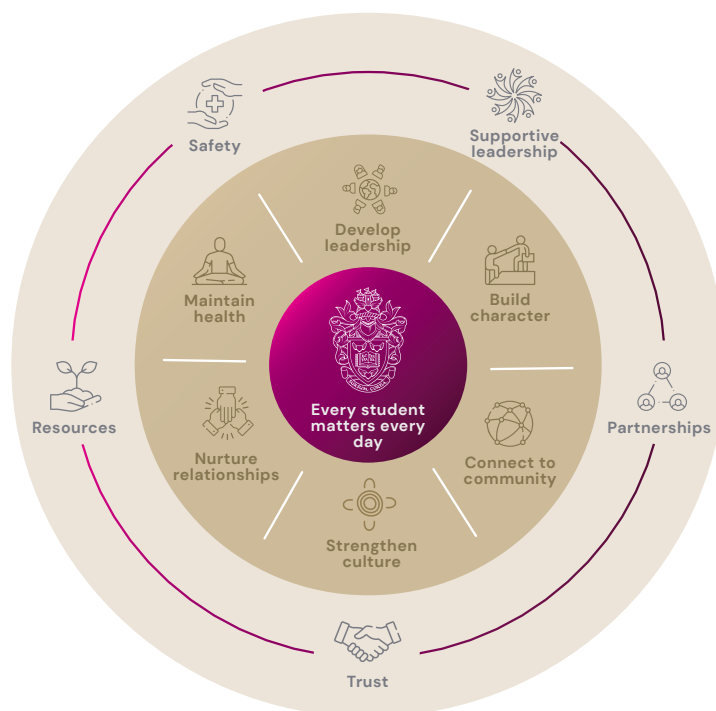 Safety
Supportive
leadership
Develop
leadership
Maintain
health
Build
character
Every student
matters every
day
Resources
Partnerships
Nurture
relationships
Connect to
community
Strengthen
culture
Trust